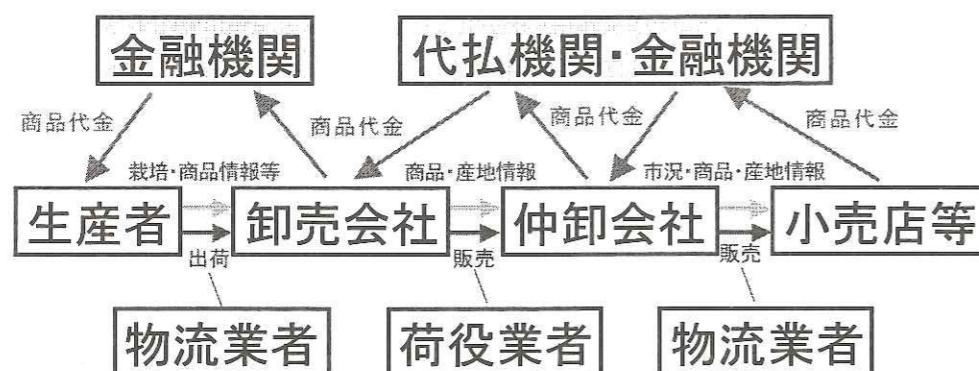 金融機関
代払機関・金融機関
商品代金
商品代金
商品代金
商品代金
栽培・商品情報等
商品・産地情報
市況・商品・産地情報
生産者
卸売会社
仲卸会社
小売店等
出荷
販売
販売
物流業者
荷役業者
物流業者